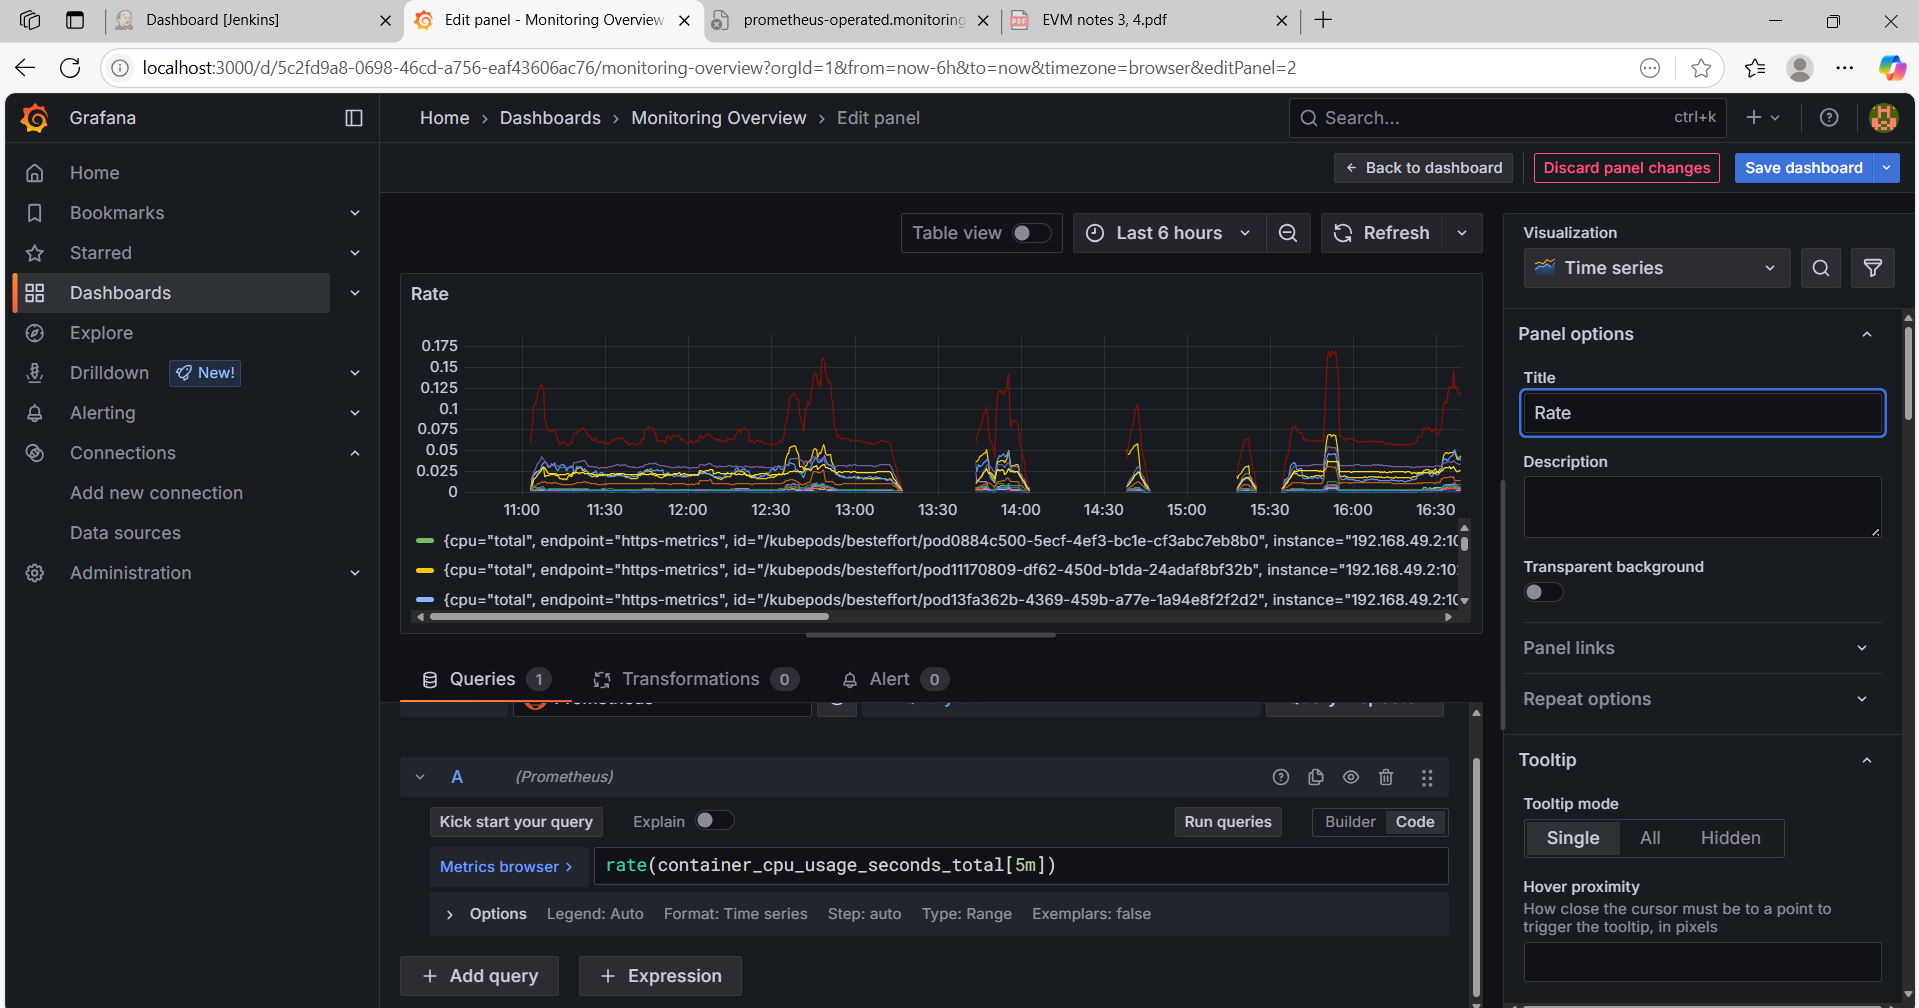 Dashboard [Jenkins]
Edit panel - Monitoring Overview
prometheus-operated.monitoring
EVM notes 3, 4.pdf
localhost:3000/d/5c2fd9a8-0698-46cd-a756-eaf43606ac76/monitoring-overview?orgId=1&from=now-6h&to=now&timezone=browser&editPanel=2
Grafana
Home › Dashboards › Monitoring Overview › Edit panel
Search... ctrl+k
Back to dashboard
Discard panel changes
Save dashboard
Home
Bookmarks
Starred
Dashboards
Explore
Drilldown New!
Alerting
Connections
Add new connection
Data sources
Administration
Table view
Last 6 hours
Refresh
Rate
0.175
0.15
0.125
0.1
0.075
0.05
0.025
0
11:00 11:30 12:00 12:30 13:00 13:30 14:00 14:30 15:00 15:30 16:00 16:30
{cpu="total", endpoint="https-metrics", id="/kubepods/besteffort/pod0884c500-5ecf-4ef3-bc1e-cf3abc7eb8b0", instance="192.168.49.2:10
{cpu="total", endpoint="https-metrics", id="/kubepods/besteffort/pod11170809-df62-450d-b1da-24adaf8bf32b", instance="192.168.49.2:10
{cpu="total", endpoint="https-metrics", id="/kubepods/besteffort/pod13fa362b-4369-459b-a77e-1a94e8f2f2d2", instance="192.168.49.2:10
Queries 1
Transformations 0
Alert 0
A (Prometheus)
Kick start your query
Explain
Run queries
Builder Code
Metrics browser >
rate(container_cpu_usage_seconds_total[5m])
> Options Legend: Auto Format: Time series Step: auto Type: Range Exemplars: false
+ Add query
+ Expression
Visualization
Time series
Panel options
Title
Rate
Description
Transparent background
Panel links
Repeat options
Tooltip
Tooltip mode
Single All Hidden
Hover proximity
How close the cursor must be to a point to
trigger the tooltip, in pixels